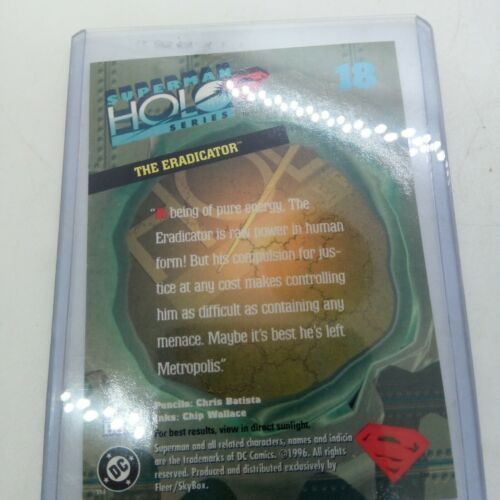 18
SUPERMAN
HOLO
SERIES
THE ERADICATOR™
being of pure energy, The
Eradicator is raw power in human
form! But his compulsion for jus-
tice at any cost makes controlling
him as difficult as containing any
menace. Maybe it's best he's left
Metropolis."
Pencils: Chris Batista
Inks: Chip Wallace
For best results, view in direct sunlight.
Superman and all related characters, names and indicia
are the trademarks of DC Comics. ©1996. All rights
reserved. Produced and distributed exclusively by
Fleer/SkyBox.
DC
S